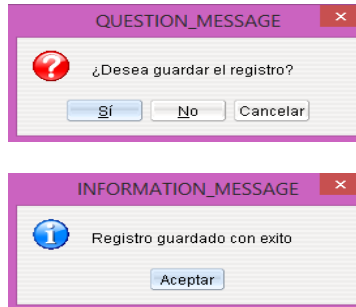 QUESTION_MESSAGE
¿Desea guardar el registro?
Sí No Cancelar
INFORMATION_MESSAGE
Registro guardado con exito
Aceptar